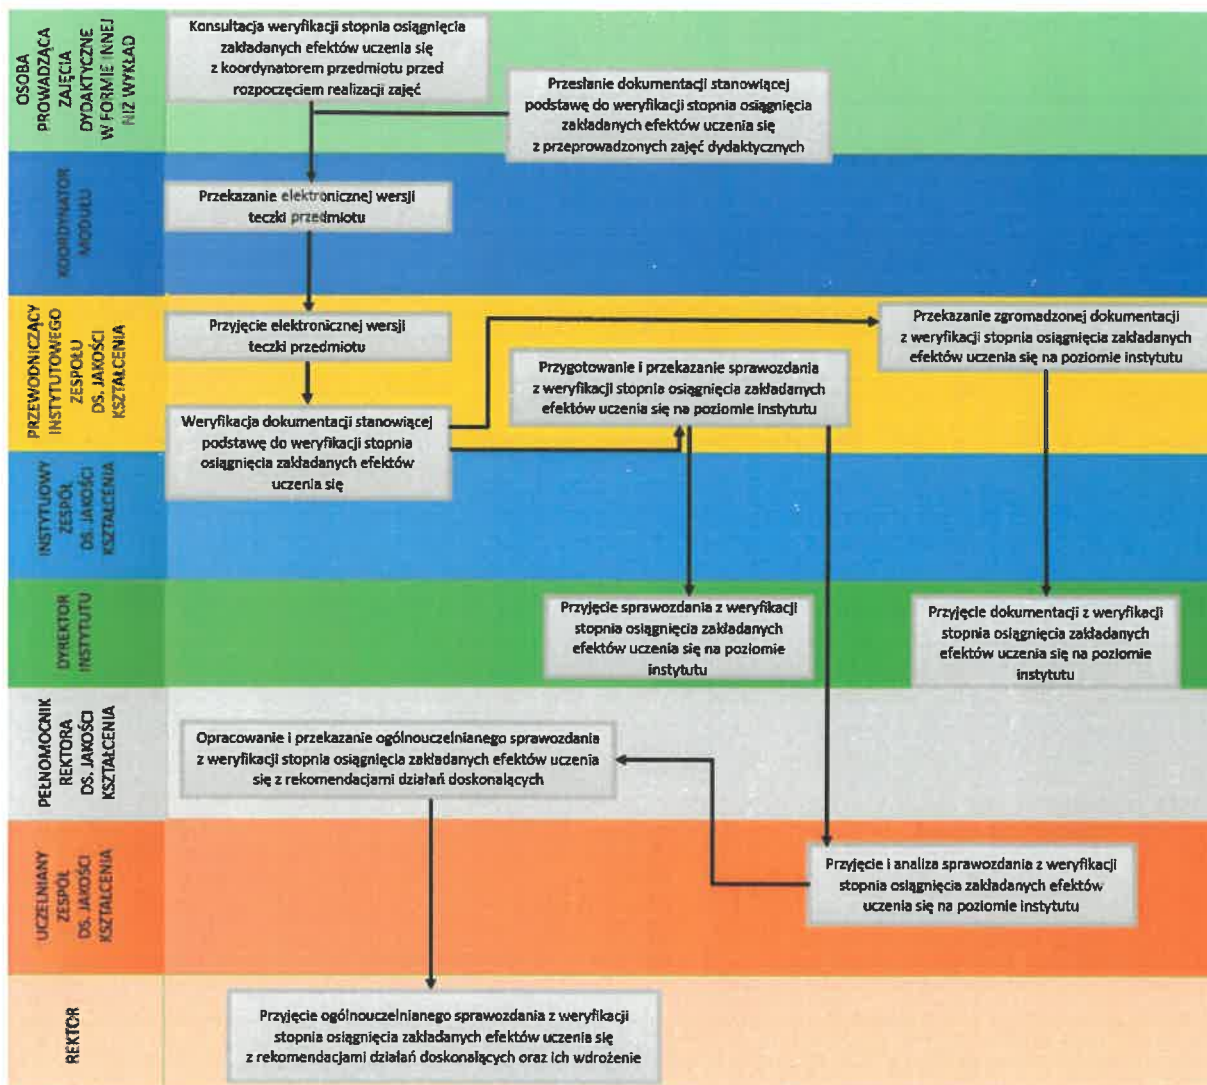 OSOBA
PROWADZĄCA
ZAJĘCIA
DYDAKTYCZNE
W FORMIE INNEJ
NIŻ WYKŁAD
Konsultacja weryfikacji stopnia osiągnięcia
zakładanych efektów uczenia się
z koordynatorem przedmiotu przed
rozpoczęciem realizacji zajęć
Przesłanie dokumentacji stanowiącej
podstawę do weryfikacji stopnia osiągnięcia
zakładanych efektów uczenia się
z przeprowadzonych zajęć dydaktycznych
KOORDYNATOR
MODUŁU
Przekazanie elektronicznej wersji
teczki przedmiotu
PRZEWODNICZĄCY
INSTYTUTOWEGO
ZESPOŁU
DS. JAKOŚCI
KSZTAŁCENIA
Przyjęcie elektronicznej wersji
teczki przedmiotu
Weryfikacja dokumentacji stanowiącej
podstawę do weryfikacji stopnia
osiągnięcia zakładanych efektów
uczenia się
Przygotowanie i przekazanie sprawozdania
z weryfikacji stopnia osiągnięcia zakładanych
efektów uczenia się na poziomie instytutu
Przekazanie zgromadzonej dokumentacji
z weryfikacji stopnia osiągnięcia zakładanych
efektów uczenia się na poziomie instytutu
INSTYTUOWY
ZESPÓŁ
DS. JAKOŚCI
KSZTAŁCENIA
DYREKTOR
INSTYTUTU
Przyjęcie sprawozdania z weryfikacji
stopnia osiągnięcia zakładanych
efektów uczenia się na poziomie
instytutu
Przyjęcie dokumentacji z weryfikacji
stopnia osiągnięcia zakładanych
efektów uczenia się na poziomie
instytutu
PEŁNOMOCNIK
REKTORA
DS. JAKOŚCI
KSZTAŁCENIA
Opracowanie i przekazanie ogólnouczelnianego sprawozdania
z weryfikacji stopnia osiągnięcia zakładanych efektów uczenia
się z rekomendacjami działań doskonalących
UCZELNIANY
ZESPÓŁ
DS. JAKOŚCI
KSZTAŁCENIA
Przyjęcie i analiza sprawozdania z weryfikacji
stopnia osiągnięcia zakładanych efektów
uczenia się na poziomie instytutu
REKTOR
Przyjęcie ogólnouczelnianego sprawozdania z weryfikacji
stopnia osiągnięcia zakładanych efektów uczenia się
z rekomendacjami działań doskonalących oraz ich wdrożenie